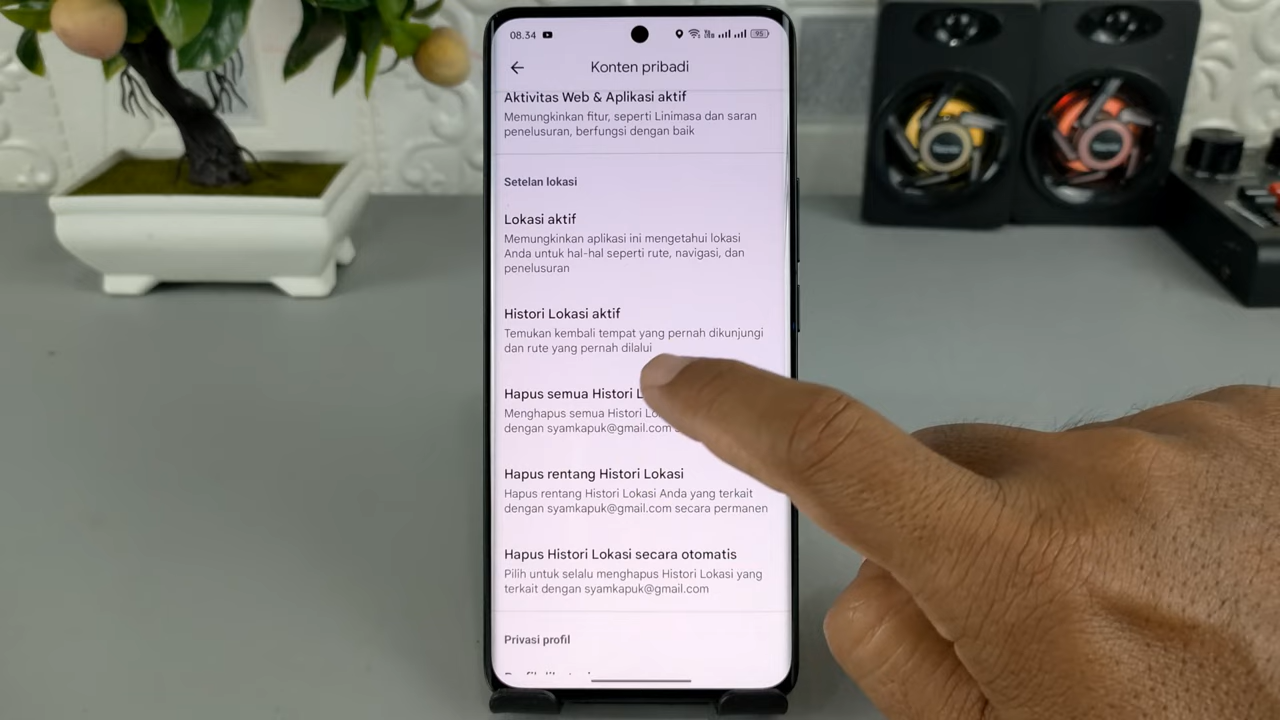 08.34
95
Konten pribadi
Aktivitas Web & Aplikasi aktif
Memungkinkan fitur, seperti Linimasa dan saran
penelusuran, berfungsi dengan baik
Setelan lokasi
Lokasi aktif
Memungkinkan aplikasi ini mengetahui lokasi
Anda untuk hal-hal seperti rute, navigasi, dan
penelusuran
Histori Lokasi aktif
Temukan kembali tempat yang pernah dikunjungi
dan rute yang pernah dilalui
Hapus semua Histori
Menghapus semua Histori
dengan syamkapuk@gmail.com
Hapus rentang Histori Lokasi
Hapus rentang Histori Lokasi Anda yang terkait
dengan syamkapuk@gmail.com secara permanen
Hapus Histori Lokasi secara otomatis
Pilih untuk selalu menghapus Histori Lokasi yang
terkait dengan syamkapuk@gmail.com
Privasi profil